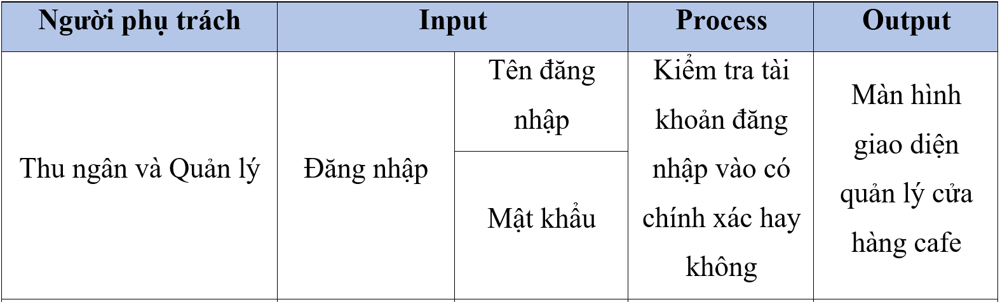 Người phụ trách
Input
Process
Output
Thu ngân và Quản lý
Đăng nhập
Tên đăng
nhập
Mật khẩu
Kiểm tra tài
khoản đăng
nhập vào có
chính xác hay
không
Màn hình
giao diện
quản lý cửa
hàng cafe